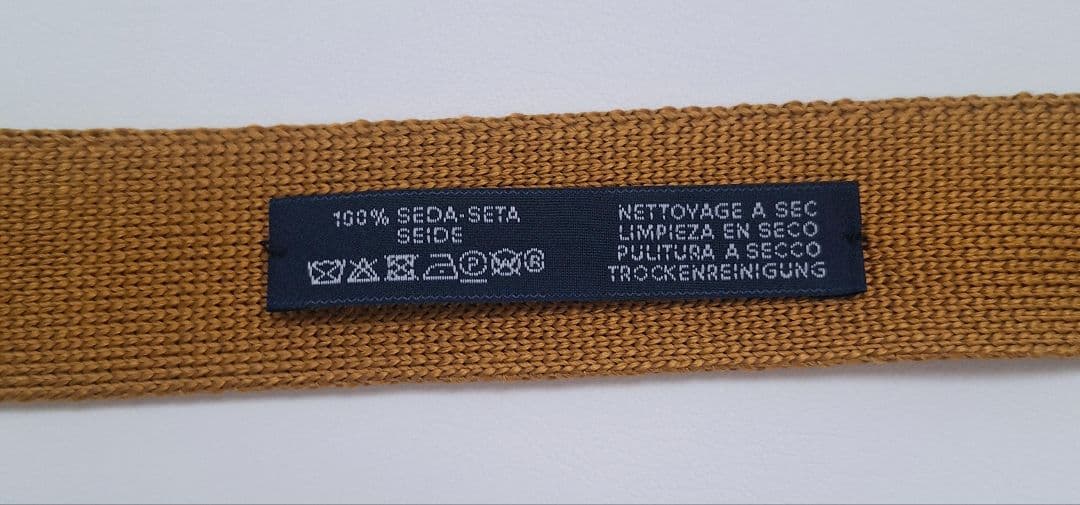 100% SEDA-SETA
SEIDE
P W R
NETTOYAGE A SEC
LIMPIEZA EN SECO
PULITURA A SECCO
TROCKENREINIGUNG